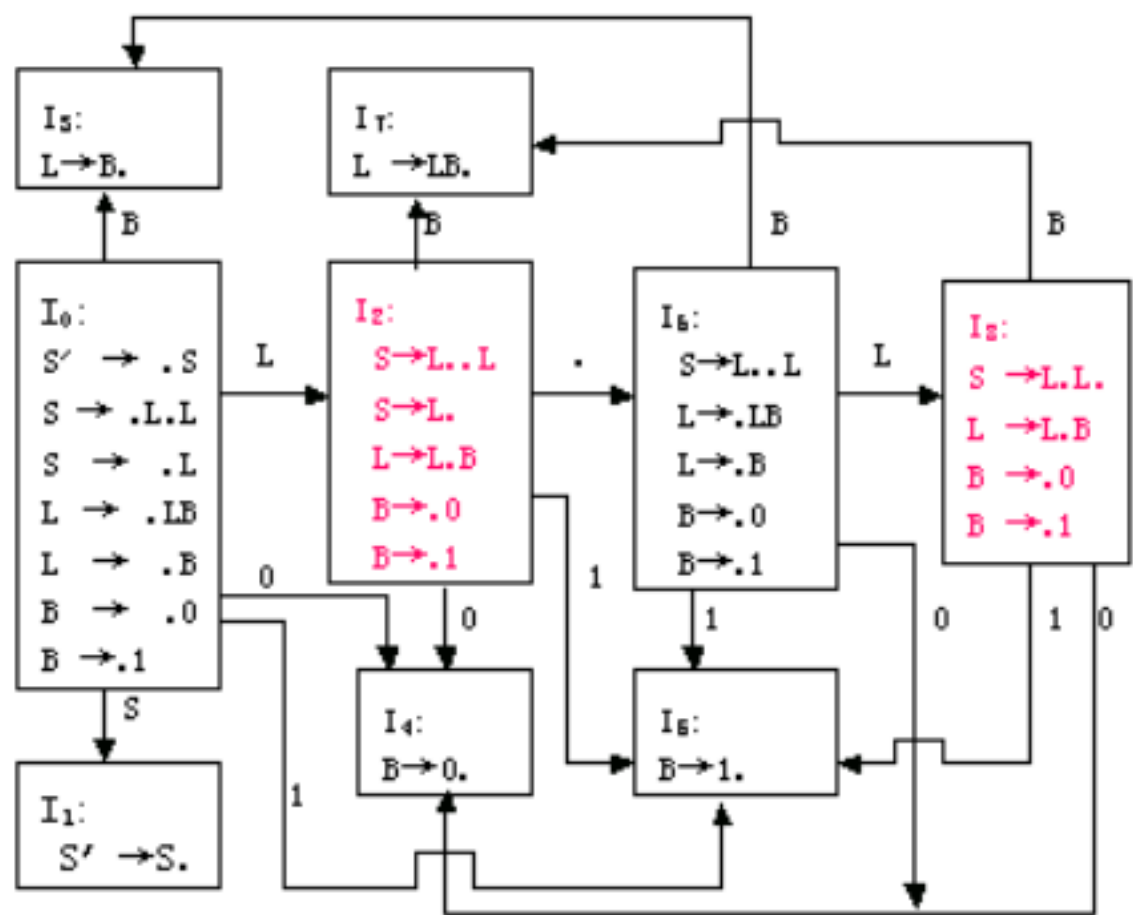 I₃:
L→B.
I₇:
L →LB.
B
B
B
B
I₀:
S′ → .S
S → .L.L
S → .L
L → .LB
L → .B
B → .0
B →.1
L
I₂:
S→L..L
S→L.
L→L.B
B→.0
B→.1
.
I₆:
S→L..L
L→.LB
L→.B
B→.0
B→.1
L
I₈:
S →L.L.
L →L.B
B →.0
B →.1
0
1
0
1
0
1
0
S
I₄:
B→0.
I₅:
B→1.
1
I₁:
S′ →S.